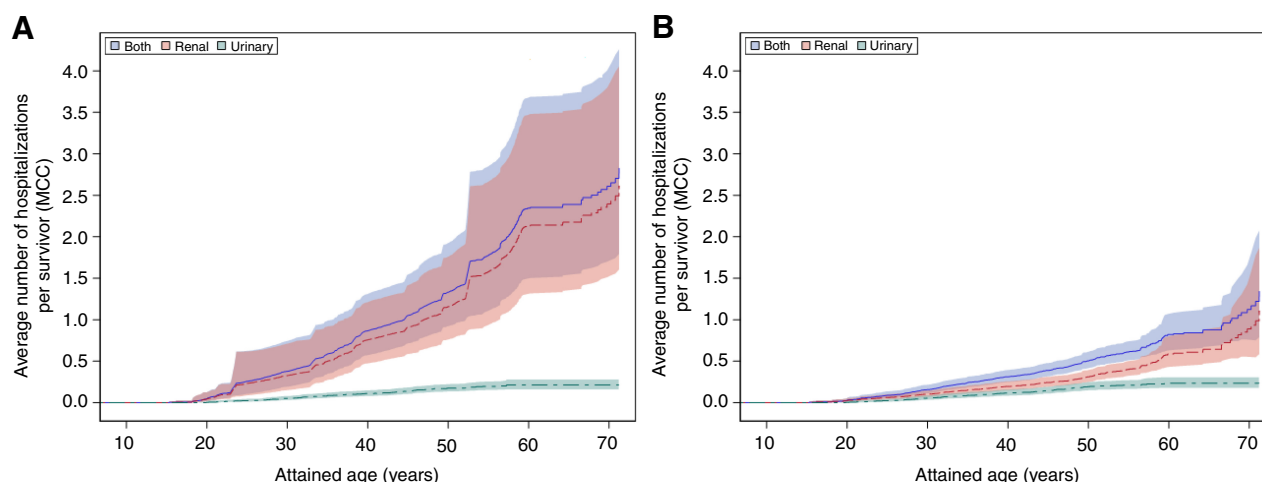 A
Both Renal Urinary
4.0
3.5
3.0
2.5
2.0
1.5
1.0
0.5
0.0
Average number of hospitalizations
per survivor (MCC)
10 20 30 40 50 60 70
Attained age (years)
B
Both Renal Urinary
4.0
3.5
3.0
2.5
2.0
1.5
1.0
0.5
0.0
Average number of hospitalizations
per survivor (MCC)
10 20 30 40 50 60 70
Attained age (years)